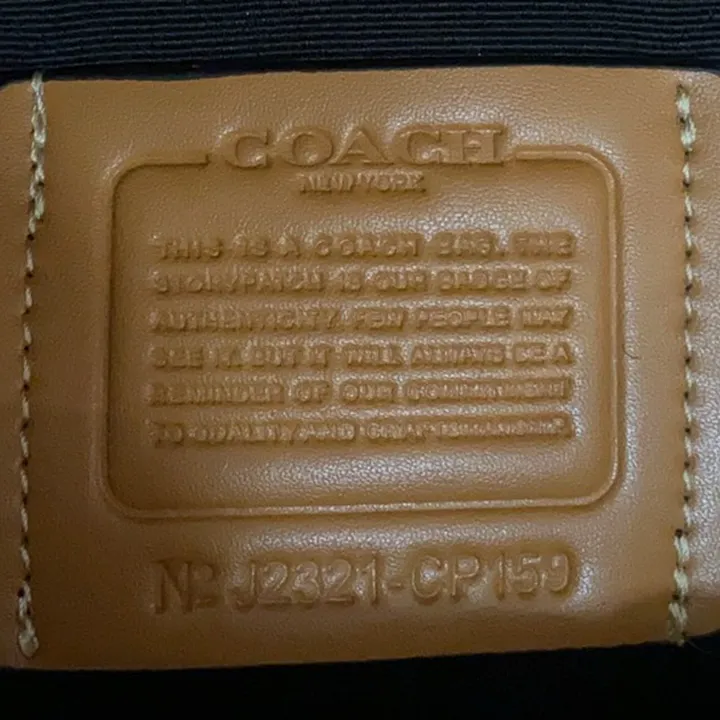 COACH
NEW YORK
THIS IS A COACH BAG. THE
STORYPATCH IS OUR BADGE OF
AUTHENTICITY. FEW PEOPLE MAY
SEE IT, BUT IT WILL ALWAYS BE A
REMINDER OF OUR COMMITMENT
TO QUALITY AND CRAFTSMANSHIP.
Nº J2321-CP159